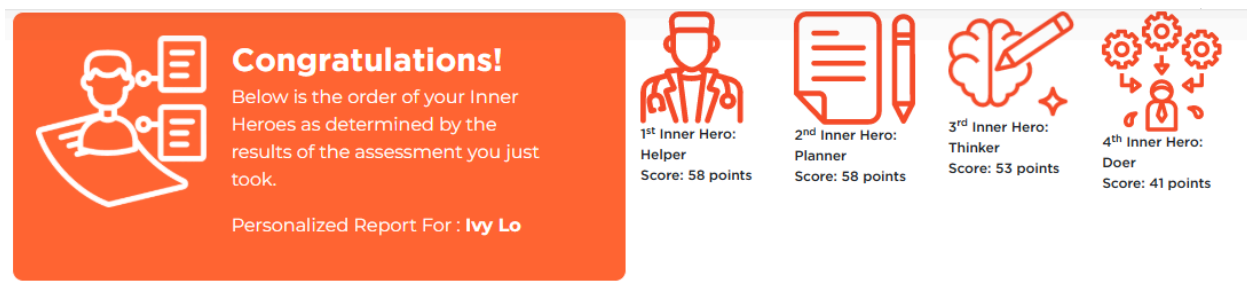 Congratulations!
Below is the order of your Inner
Heroes as determined by the
results of the assessment you just
took.
Personalized Report For : Ivy Lo
1st Inner Hero:
Helper
Score: 58 points
2nd Inner Hero:
Planner
Score: 58 points
3rd Inner Hero:
Thinker
Score: 53 points
4th Inner Hero:
Doer
Score: 41 points